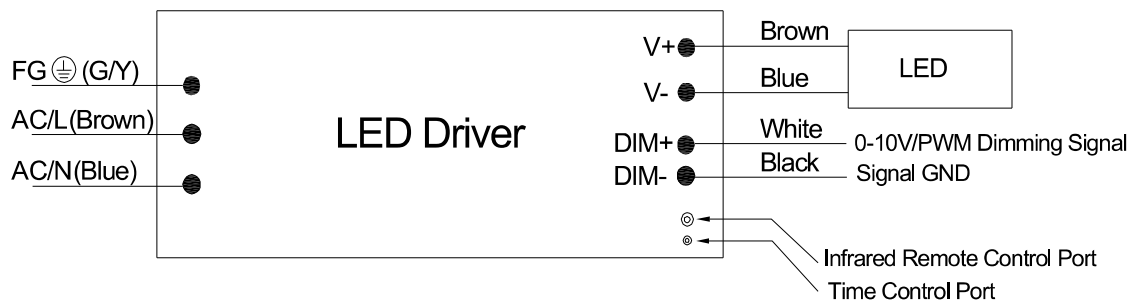 FG ⏚ (G/Y)
AC/L(Brown)
AC/N(Blue)
LED Driver
V+
Brown
V-
Blue
LED
DIM+
White
0-10V/PWM Dimming Signal
DIM-
Black
Signal GND
Infrared Remote Control Port
Time Control Port